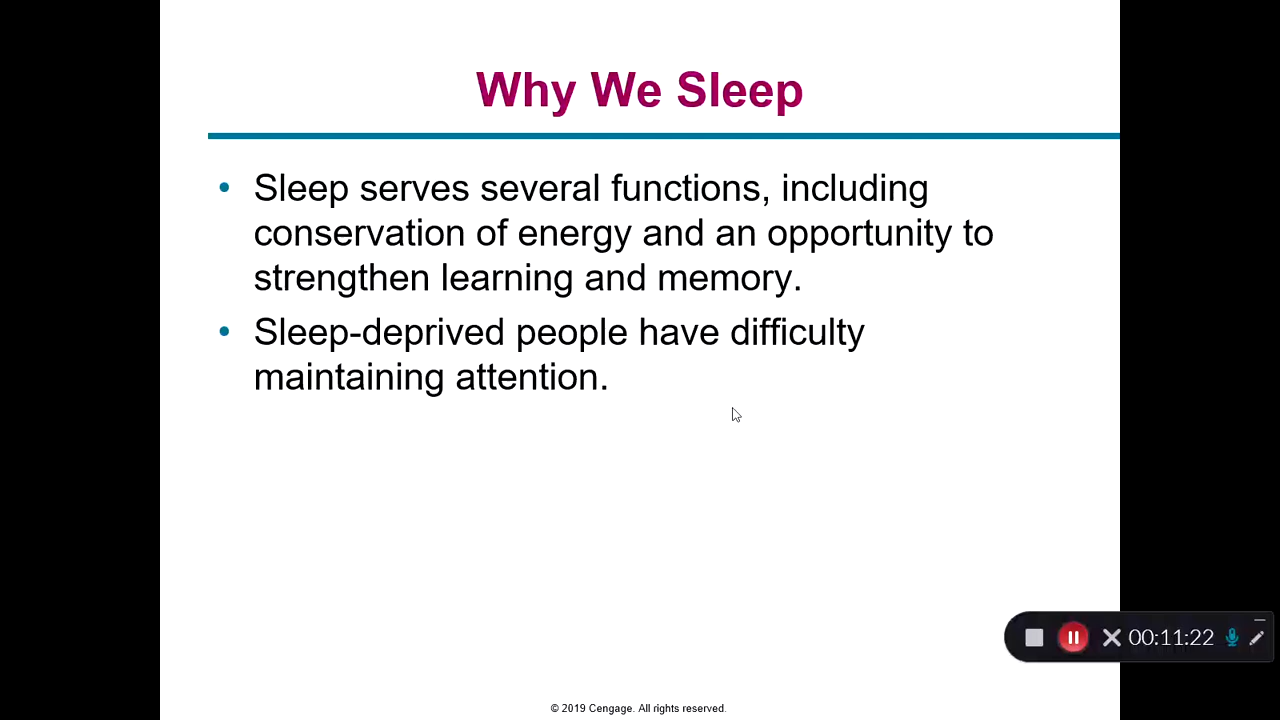 Why We Sleep
• Sleep serves several functions, including
conservation of energy and an opportunity to
strengthen learning and memory.
• Sleep-deprived people have difficulty
maintaining attention.
00:11:22
© 2019 Cengage. All rights reserved.